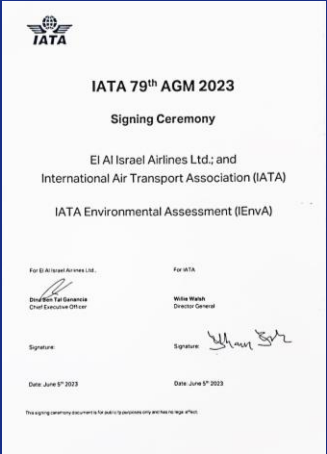 IATA
IATA 79th AGM 2023
Signing Ceremony
El Al Israel Airlines Ltd.; and
International Air Transport Association (IATA)
IATA Environmental Assessment (IEnvA)
For El Al Israel Airlines Ltd.
For IATA
Dina Ben Tal Ganancia
Chief Executive Officer
Willie Walsh
Director General
Signature:
Signature:
Date: June 5th 2023
Date: June 5th 2023
This signing ceremony document is for publicity purposes only and has no legal effect.